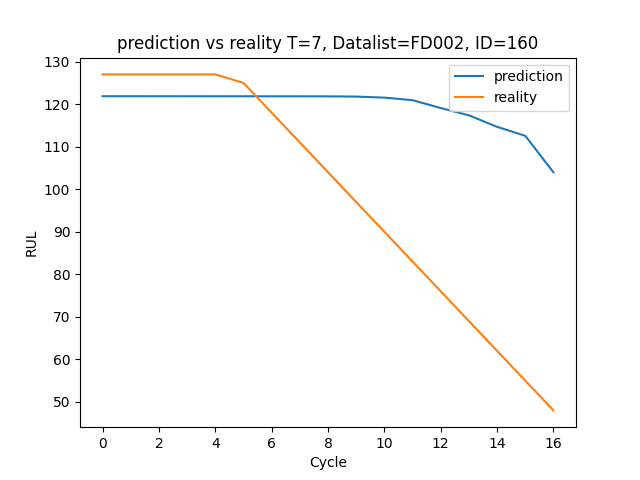 prediction vs reality T=7, Datalist=FD002, ID=160
prediction
reality
130
120
110
100
90
80
70
60
50
RUL
0 2 4 6 8 10 12 14 16
Cycle